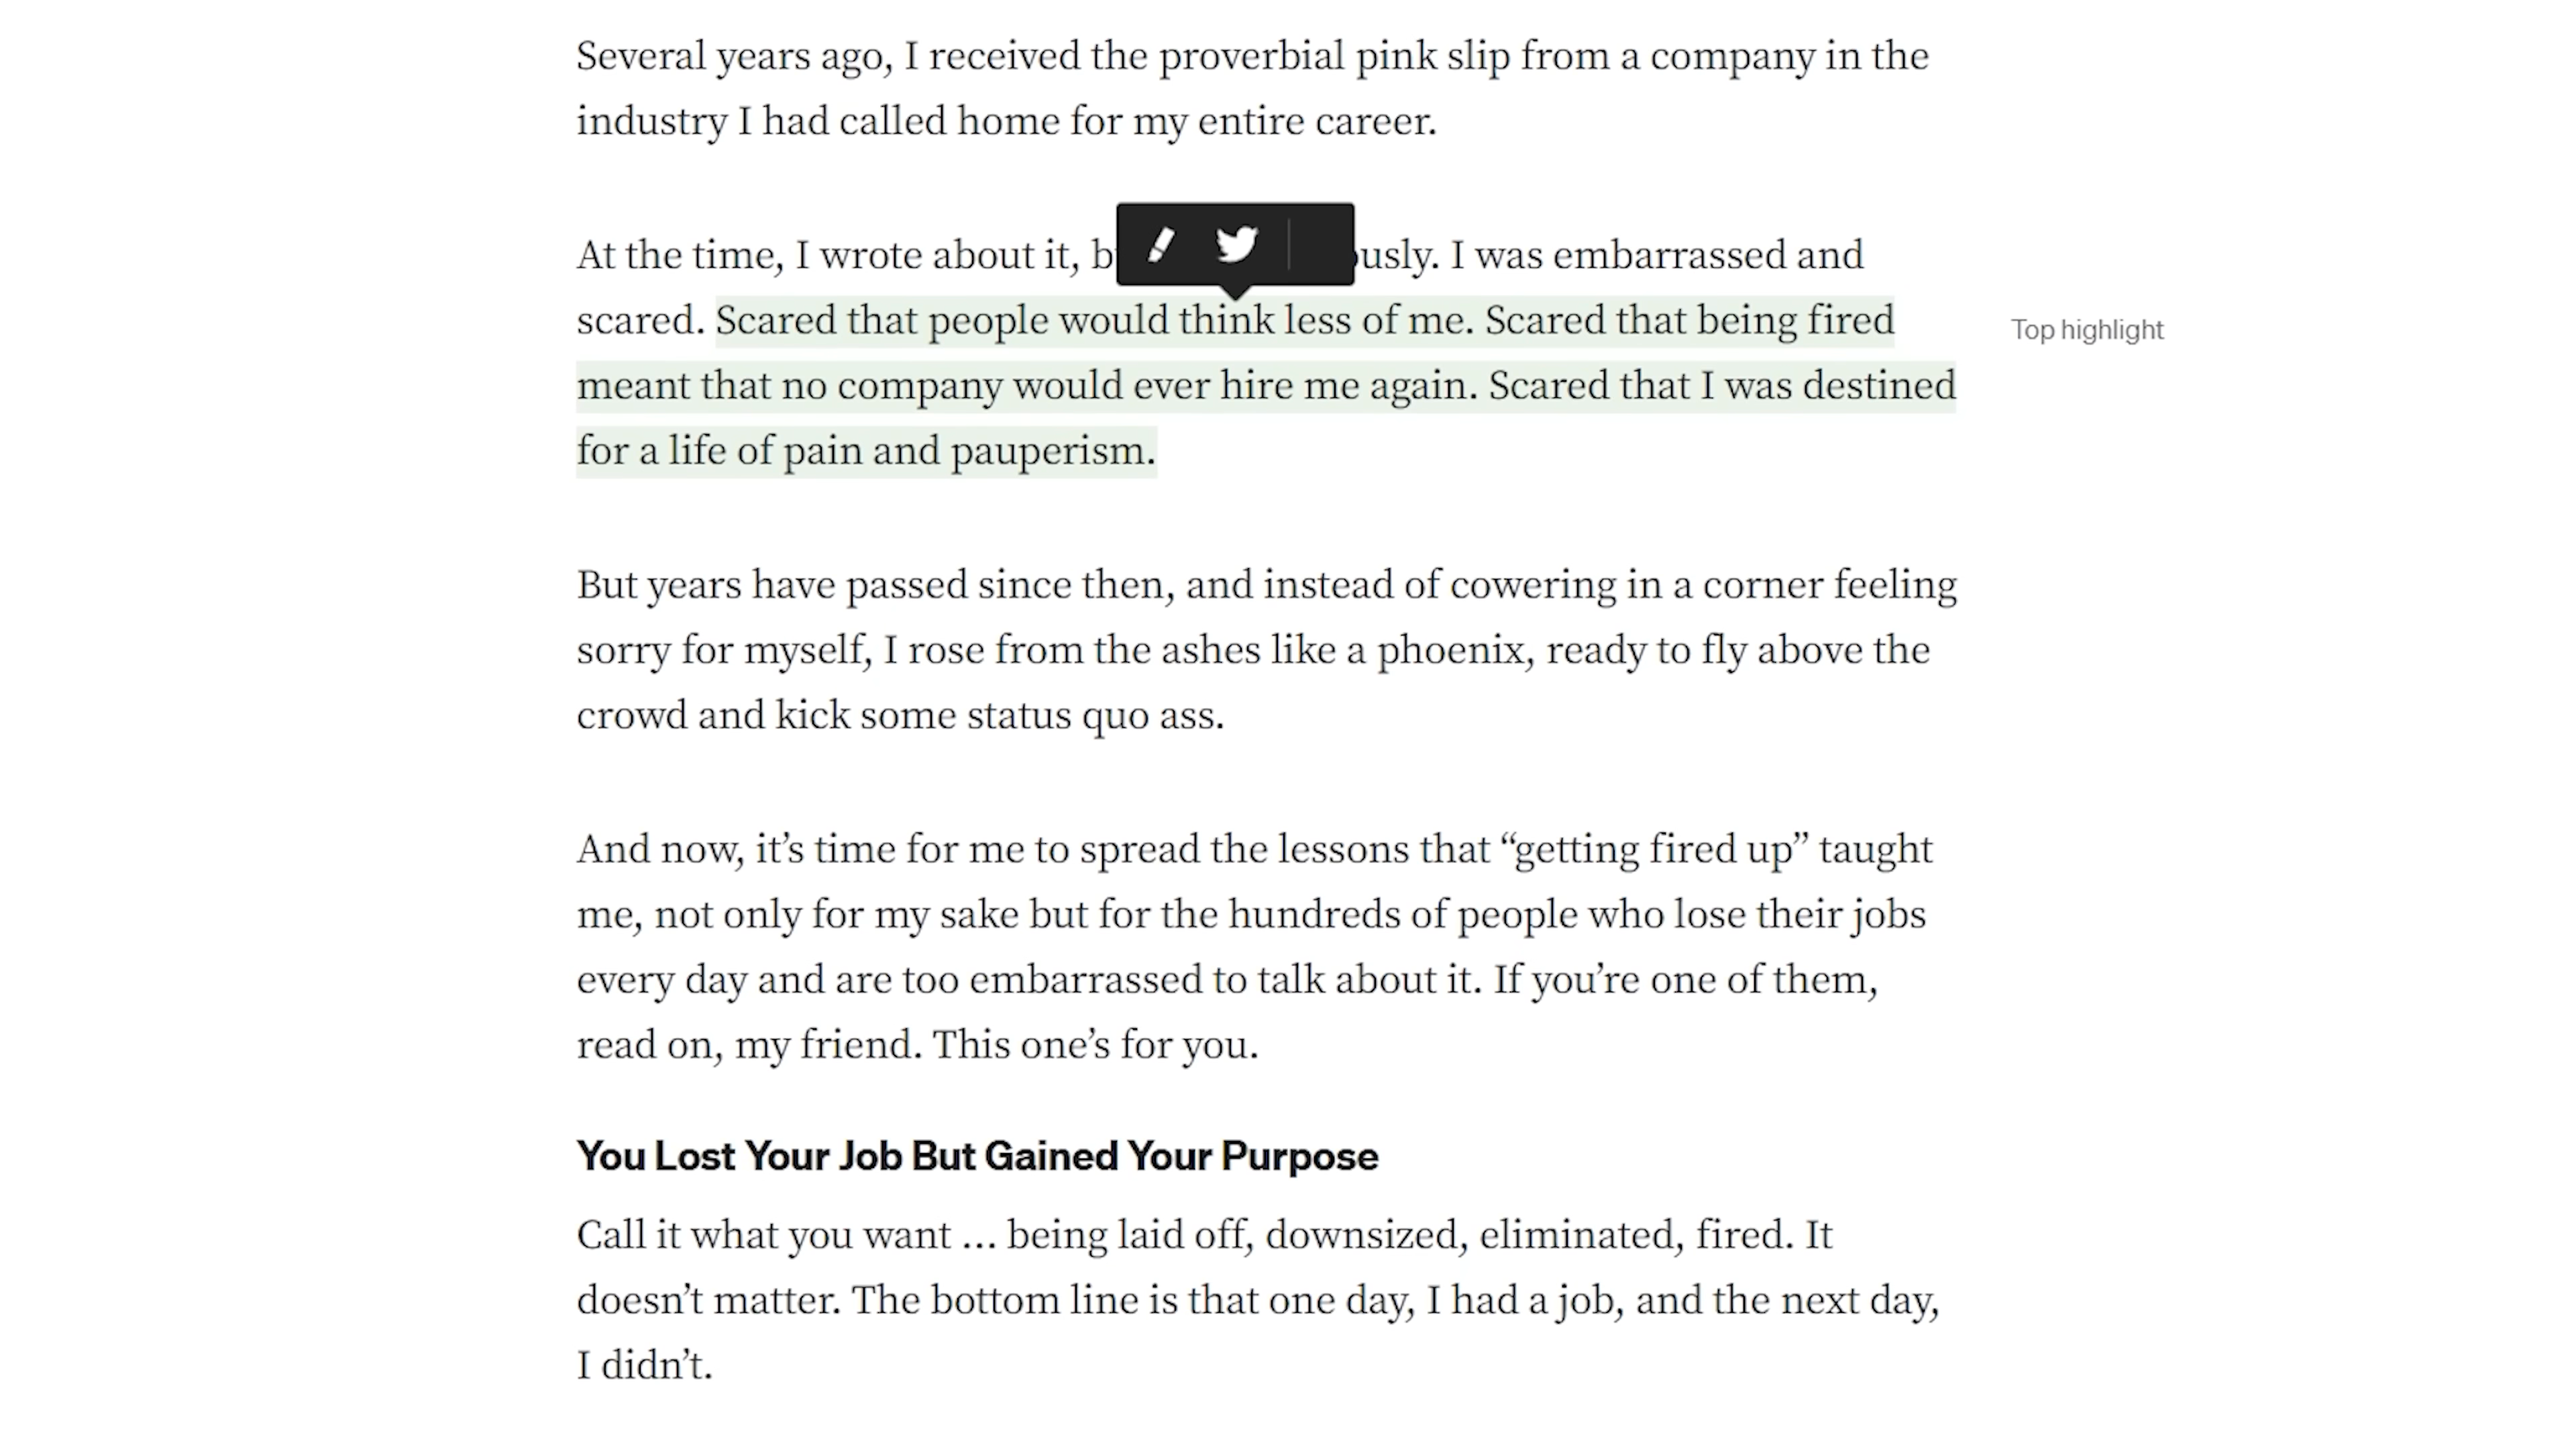 Several years ago, I received the proverbial pink slip from a company in the
industry I had called home for my entire career.
At the time, I wrote about it, I was embarrassed and
scared. Scared that people would think less of me. Scared that being fired
Top highlight
meant that no company would ever hire me again. Scared that I was destined
for a life of pain and pauperism.
But years have passed since then, and instead of cowering in a corner feeling
sorry for myself, I rose from the ashes like a phoenix, ready to fly above the
crowd and kick some status quo ass.
And now, it’s time for me to spread the lessons that “getting fired up” taught
me, not only for my sake but for the hundreds of people who lose their jobs
every day and are too embarrassed to talk about it. If you’re one of them,
read on, my friend. This one’s for you.
You Lost Your Job But Gained Your Purpose
Call it what you want … being laid off, downsized, eliminated, fired. It
doesn’t matter. The bottom line is that one day, I had a job, and the next day,
I didn’t.